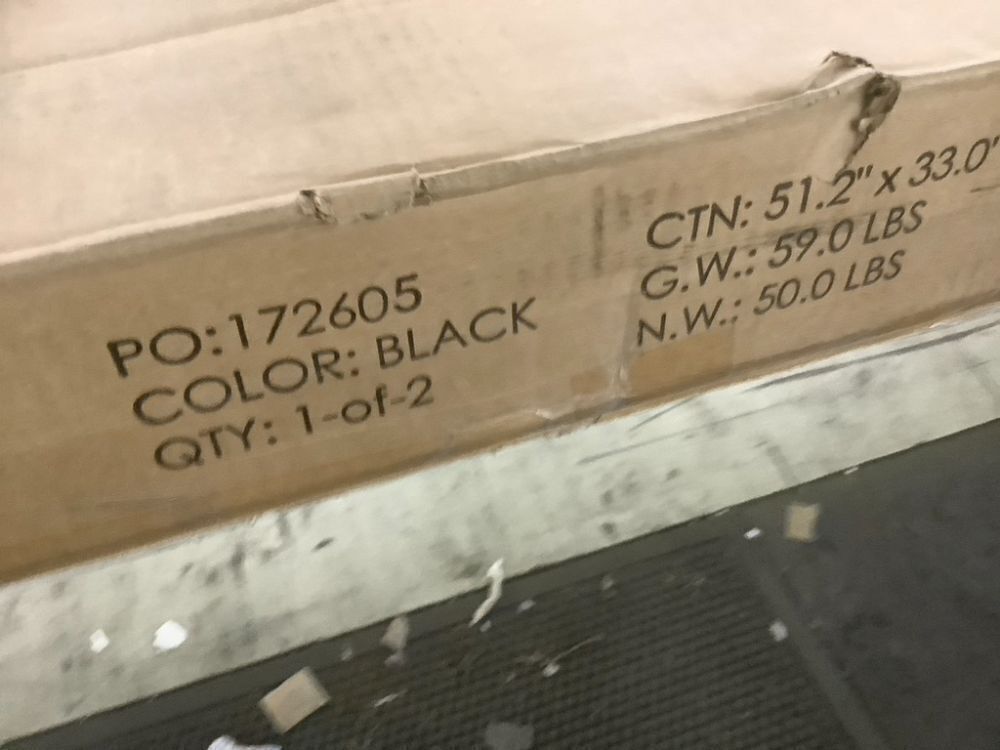 PO:172605
COLOR: BLACK
QTY: 1-of-2
CTN: 51.2" x 33.0"
G.W.: 59.0 LBS
N.W.: 50.0 LBS